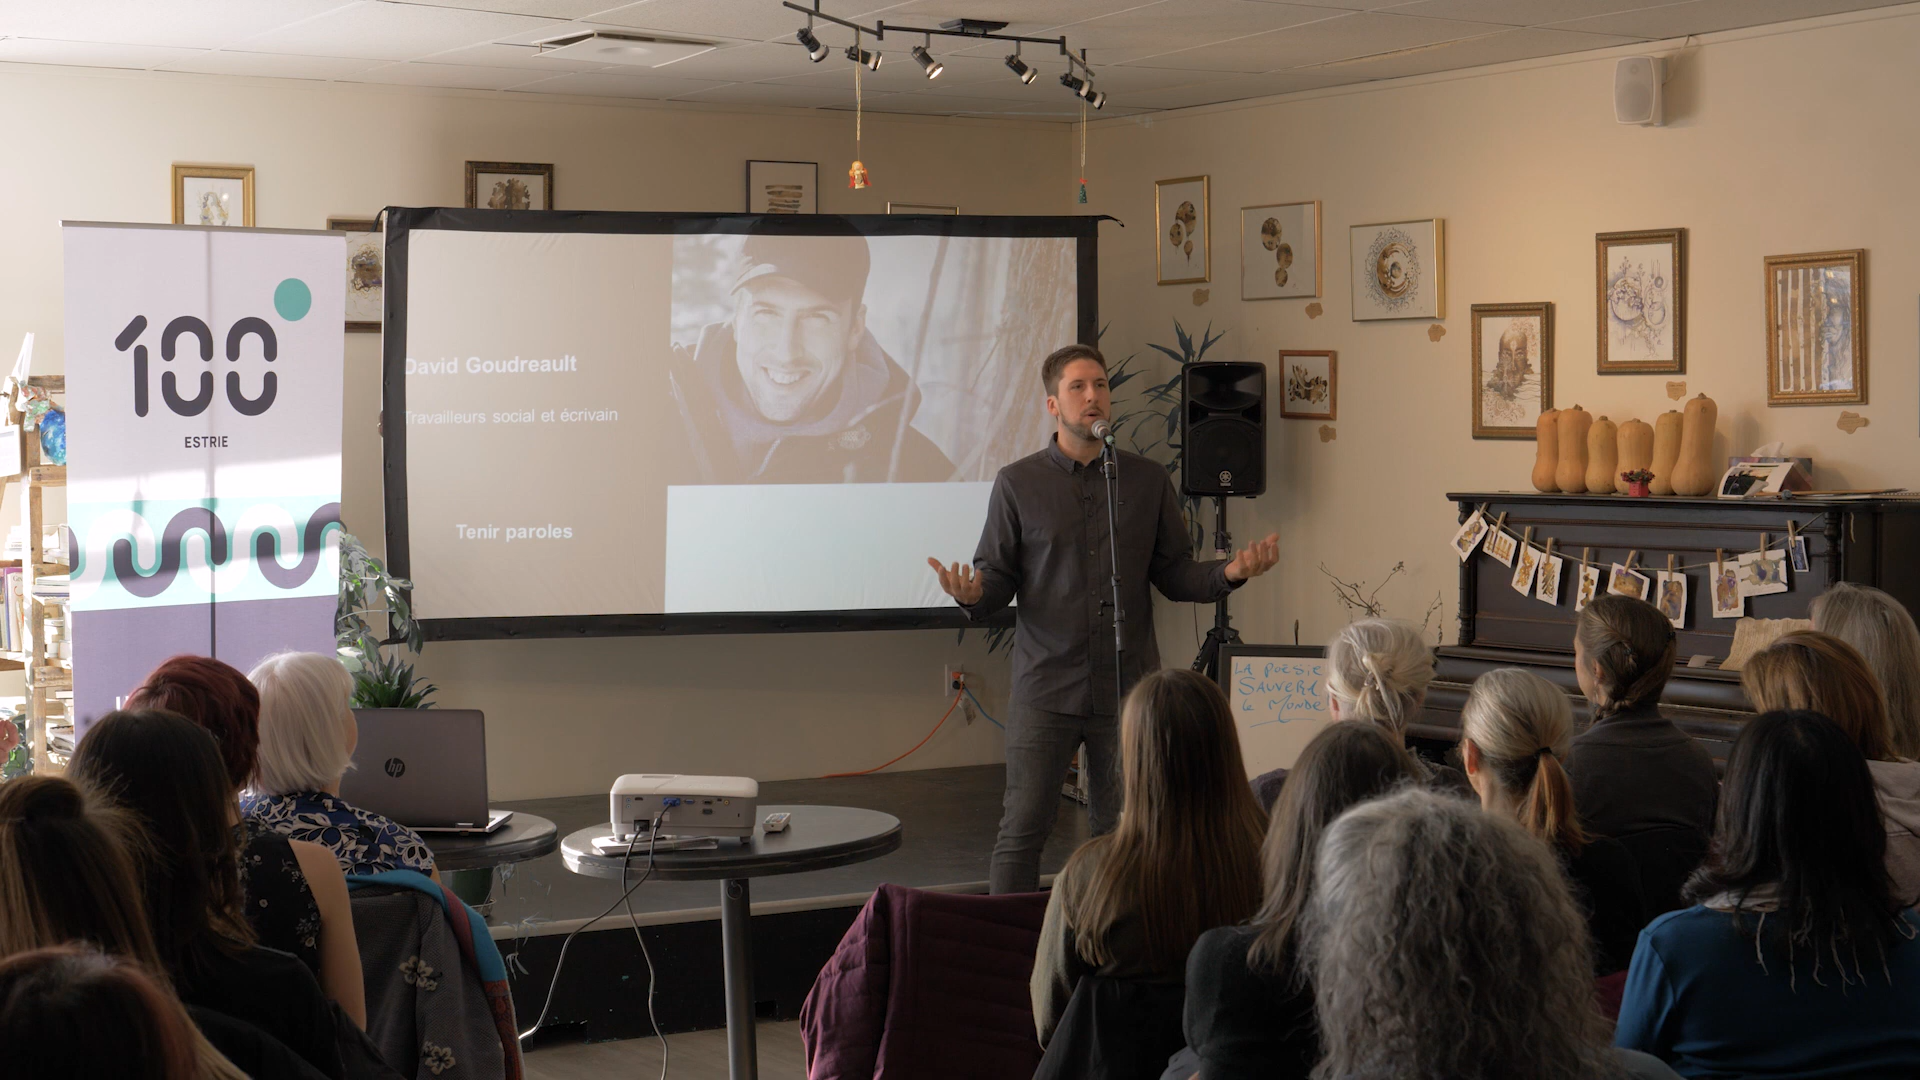 100°
ESTRIE
David Goudreault
Travailleurs social et écrivain
Tenir paroles
hp
LA POÉSIE
SAUVERA
le MONDE